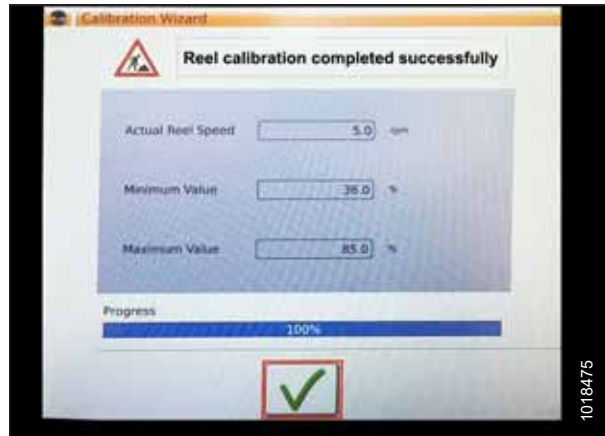 Calibration Wizard
Reel calibration completed successfully
Actual Reel Speed 5.0 rpm
Minimum Value 36.0 %
Maximum Value 85.0 %
Progress
100%
1018475